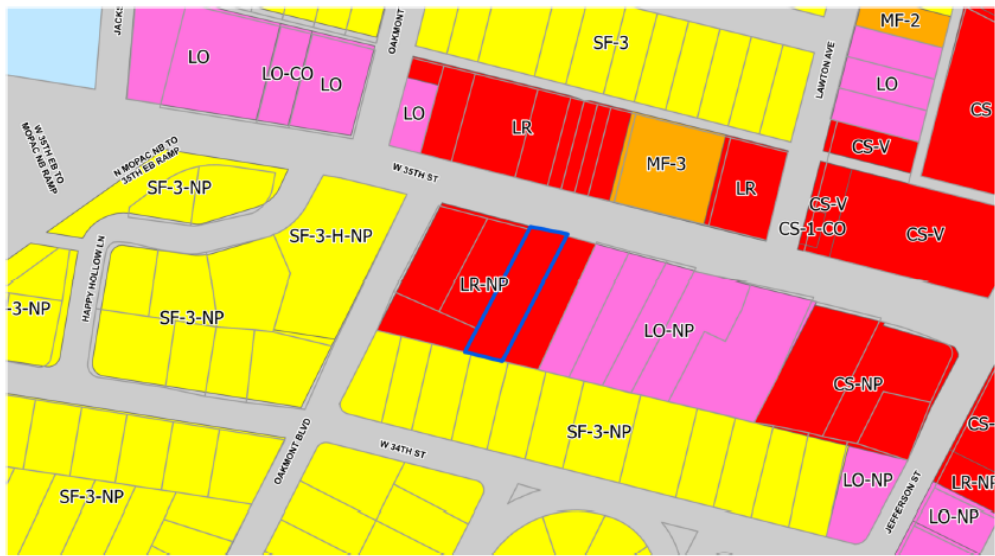 JACKS
OAKMONT
MF-2
SF-3
LAWTON AVE
LO
LO-CO
LO
LO
CS
LO
LR
CS-V
W 35TH EB TO
MOPAC NB RAMP
N MOPAC NB TO
35TH EB RAMP
W 35TH ST
MF-3
LR
SF-3-NP
CS-V
CS-1-CO
CS-V
SF-3-H-NP
HAPPY HOLLOW LN
LR-NP
-3-NP
SF-3-NP
LO-NP
CS-NP
OAKMONT BLVD
CS-
SF-3-NP
W 34TH ST
LO-NP
LR-NP
SF-3-NP
JEFFERSON ST
LO-NP